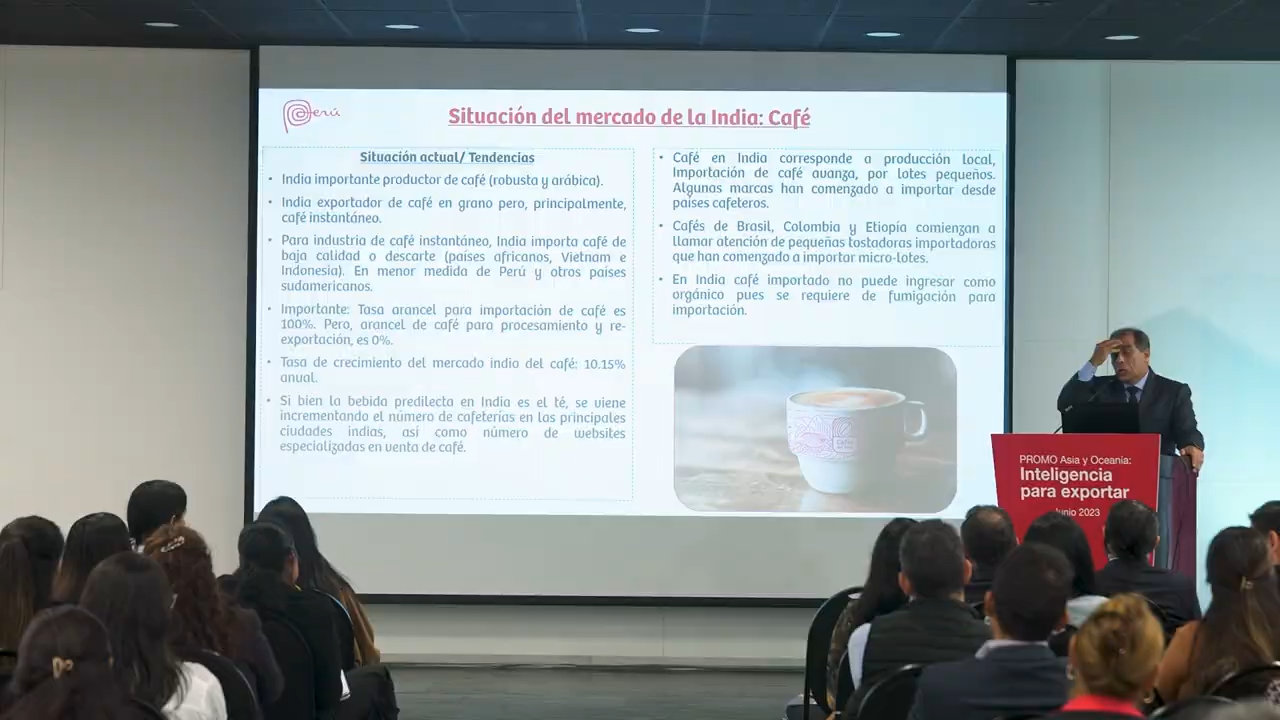 Perú
Situación del mercado de la India: Café
Situación actual/ Tendencias
• India importante productor de café (robusta y arábica).
• India exportador de café en grano pero, principalmente,
café instantáneo.
• Para industria de café instantáneo, India importa café de
baja calidad o descarte (países africanos, Vietnam e
Indonesia). En menor medida de Perú y otros países
sudamericanos.
• Importante: Tasa arancel para importación de café es
100%. Pero, arancel de café para procesamiento y re-
exportación, es 0%.
• Tasa de crecimiento del mercado indio del café: 10.15%
anual.
• Si bien la bebida predilecta en India es el té, se viene
incrementando el número de cafeterías en las principales
ciudades indias, así como número de websites
especializadas en venta de café.
• Café en India corresponde a producción local,
Importación de café avanza, por lotes pequeños.
Algunas marcas han comenzado a importar desde
países cafeteros.
• Cafés de Brasil, Colombia y Etiopía comienzan a
llamar atención de pequeñas tostadoras importadoras
que han comenzado a importar micro-lotes.
• En India café importado no puede ingresar como
orgánico pues se requiere de fumigación para
importación.
PROMO Asia y Oceania:
Inteligencia
para exportar
Junio 2023